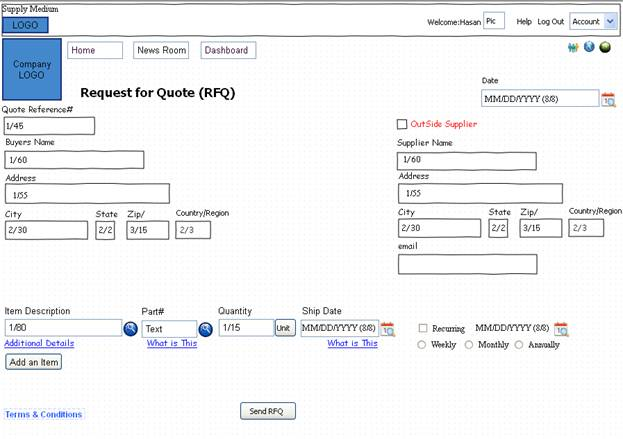 Supply Medium
LOGO
Welcome:Hasan Pic Help Log Out Account
Company
LOGO
Home News Room Dashboard
Request for Quote (RFQ)
Date
MM/DD/YYYY (8/8)
Quote Reference#
1/45
OutSide Supplier
Buyers Name
Supplier Name
1/60
1/60
Address
Address
1/55
1/55
City State Zip/ Country/Region
City State Zip/ Country/Region
2/30 2/2 3/15 2/3
2/30 2/2 3/15 2/3
email
Item Description Part# Quantity Ship Date
1/80 Text 1/15 Unit MM/DD/YYYY (8/8) Recurring MM/DD/YYYY (8/8)
Additional Details What is This What is This Weekly Monthly Annually
Add an Item
Send RFQ
Terms & Conditions